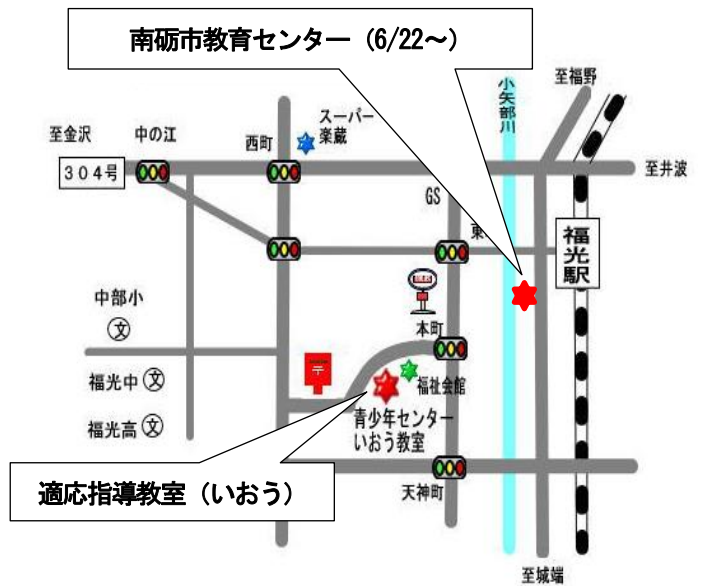 南砺市教育センター（6/22～）
至福野
小矢部川
スーパー
楽蔵
至金沢
中の江
西町
304号
至井波
GS
東
福光駅
中部小
文
本町
〒
福光中 文
福祉会館
青少年センター
いおう教室
福光高 文
適応指導教室（いおう）
天神町
至城端